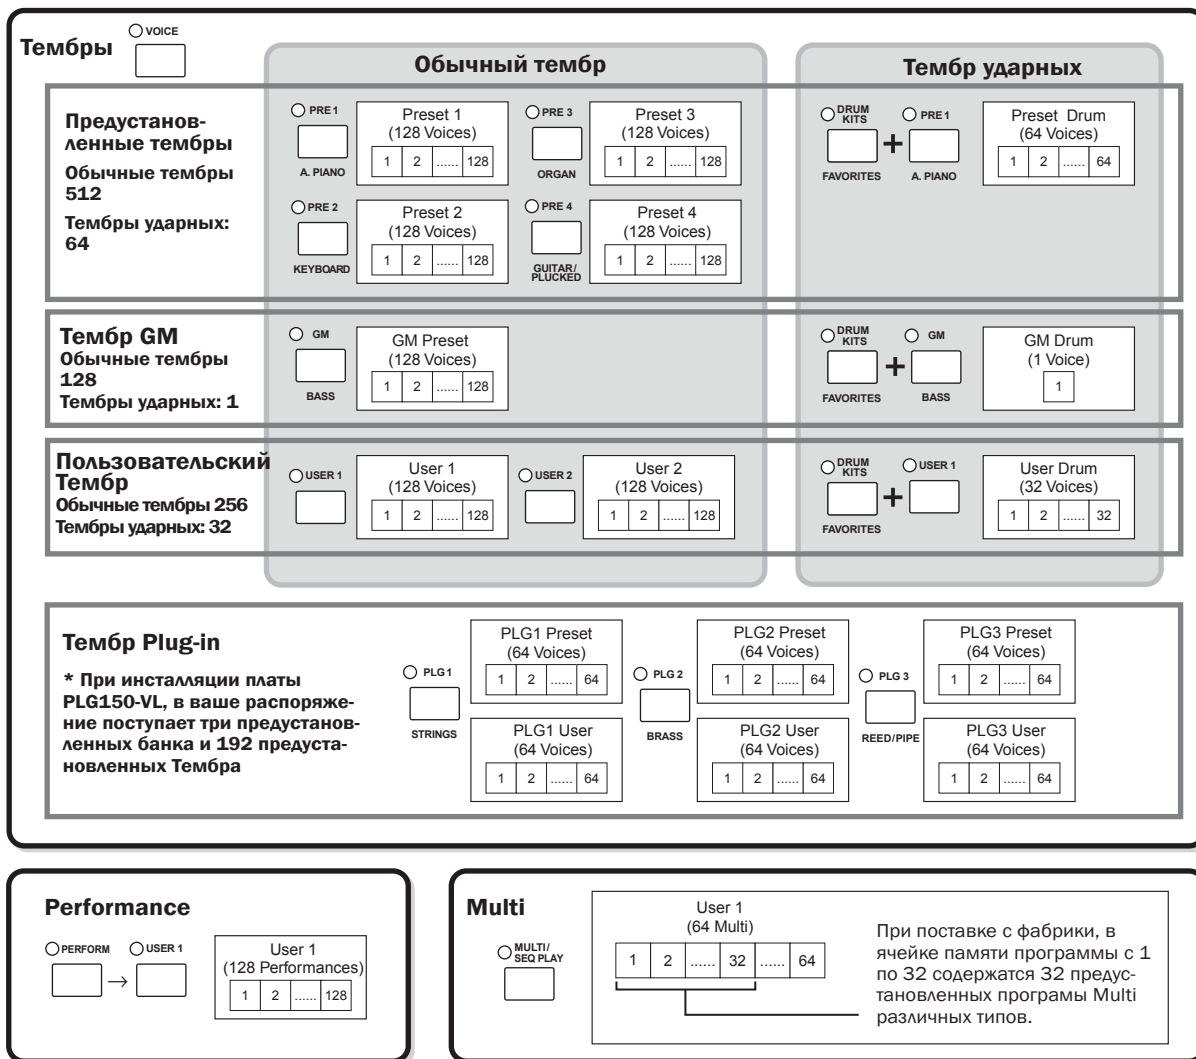 Тембры
VOICE
Обычный тембр
Тембр ударных
Предустанов-
ленные тембры
Обычные тембры
512
Тембры ударных:
64
PRE 1
A. PIANO
Preset 1
(128 Voices)
1 2 ...... 128
PRE 3
ORGAN
Preset 3
(128 Voices)
1 2 ...... 128
PRE 2
KEYBOARD
Preset 2
(128 Voices)
1 2 ...... 128
PRE 4
GUITAR/
PLUCKED
Preset 4
(128 Voices)
1 2 ...... 128
DRUM
KITS
FAVORITES
+
PRE 1
A. PIANO
Preset Drum
(64 Voices)
1 2 ...... 64
Тембр GM
Обычные тембры
128
Тембры ударных: 1
GM
BASS
GM Preset
(128 Voices)
1 2 ...... 128
DRUM
KITS
FAVORITES
+
GM
BASS
GM Drum
(1 Voice)
1
Пользовательский
Тембр
Обычные тембры 256
Тембры ударных: 32
USER 1
User 1
(128 Voices)
1 2 ...... 128
USER 2
User 2
(128 Voices)
1 2 ...... 128
DRUM
KITS
FAVORITES
+
USER 1
User Drum
(32 Voices)
1 2 ...... 32
Тембр Plug-in
* При инсталляции платы
PLG150-VL, в ваше распоряже-
ние поступает три предустанов-
ленных банка и 192 предуста-
новленных Тембра
PLG 1
STRINGS
PLG1 Preset
(64 Voices)
1 2 ...... 64
PLG1 User
(64 Voices)
1 2 ...... 64
PLG 2
BRASS
PLG2 Preset
(64 Voices)
1 2 ...... 64
PLG2 User
(64 Voices)
1 2 ...... 64
PLG 3
REED/PIPE
PLG3 Preset
(64 Voices)
1 2 ...... 64
PLG3 User
(64 Voices)
1 2 ...... 64
Performance
PERFORM
→
USER 1
User 1
(128 Performances)
1 2 ...... 128
Multi
MULTI/
SEQ PLAY
User 1
(64 Multi)
1 2 ...... 32 ...... 64
При поставке с фабрики, в
ячейке памяти программы с 1
по 32 содержатся 32 предус-
тановленных програмы Multi
различных типов.